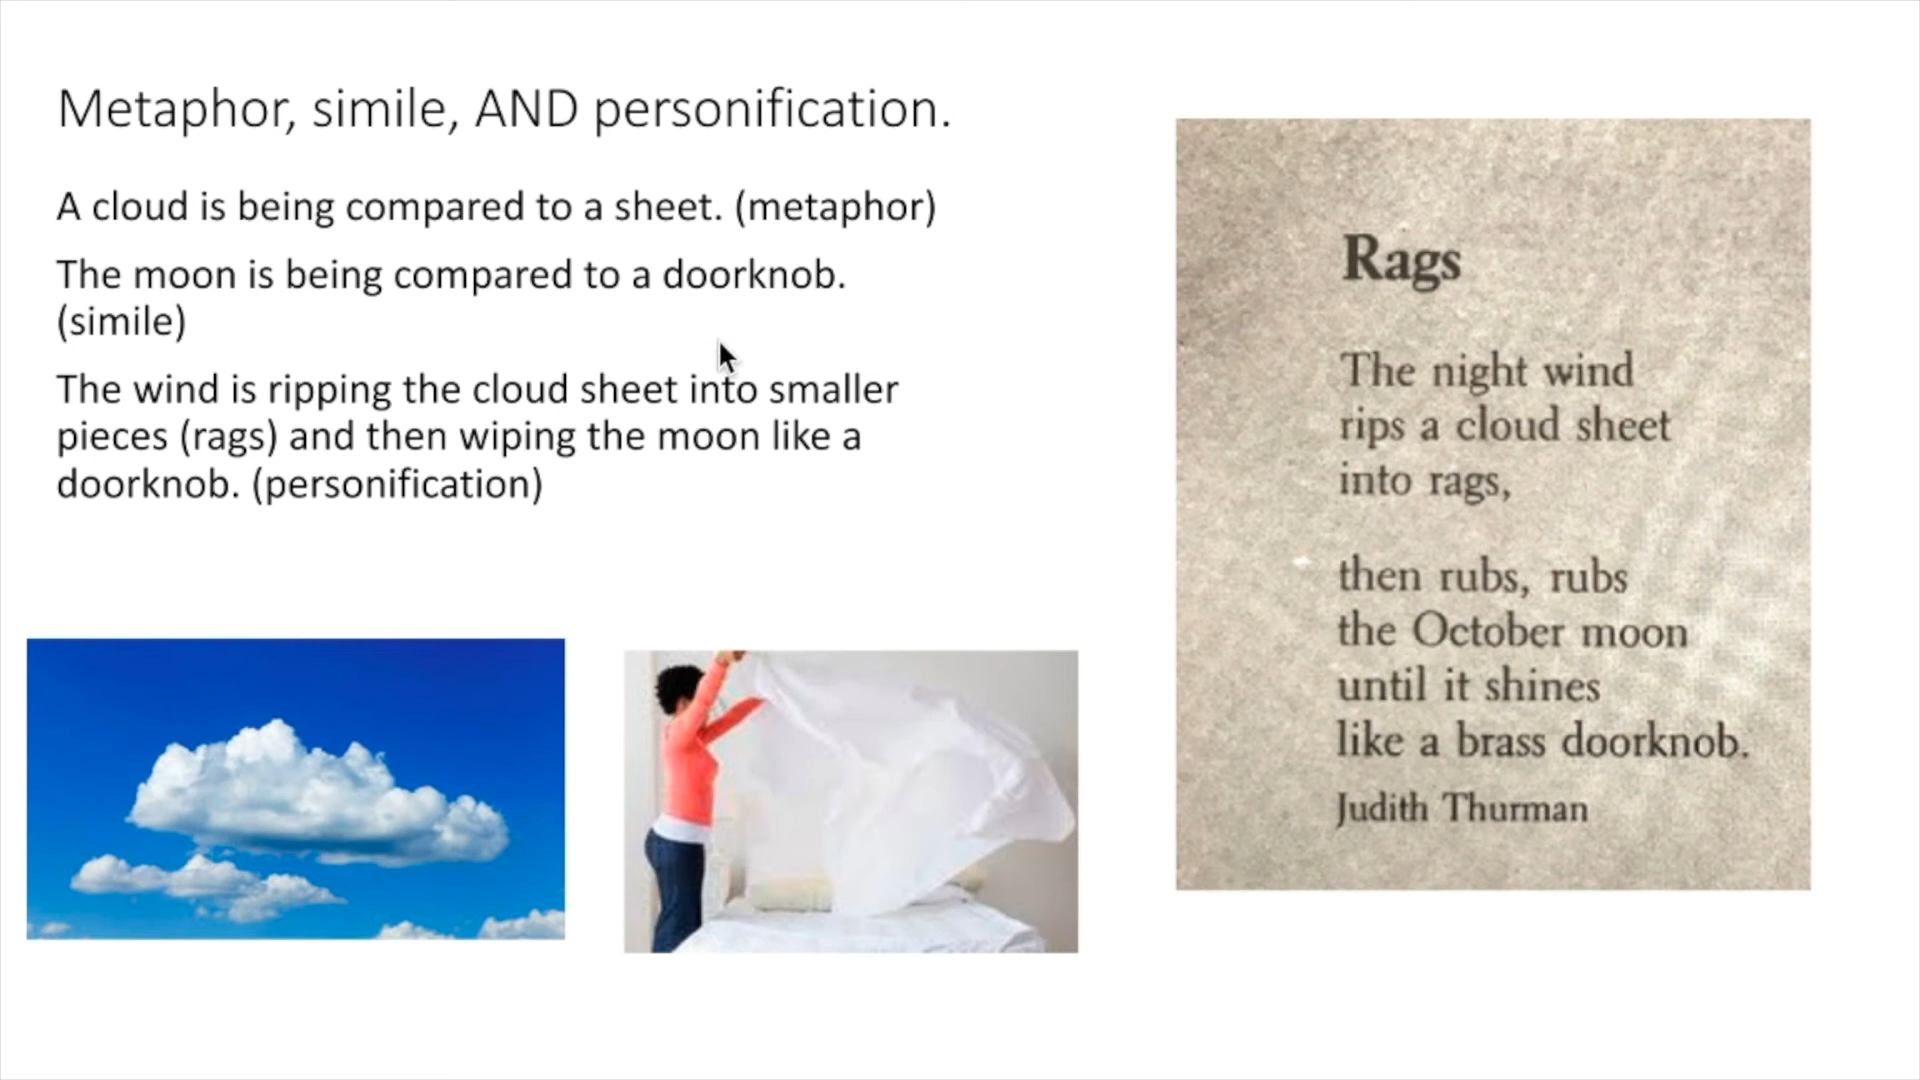 Metaphor, simile, AND personification.
A cloud is being compared to a sheet. (metaphor)
The moon is being compared to a doorknob.
(simile)
The wind is ripping the cloud sheet into smaller
pieces (rags) and then wiping the moon like a
doorknob. (personification)
Rags
The night wind
rips a cloud sheet
into rags,
then rubs, rubs
the October moon
until it shines
like a brass doorknob.
Judith Thurman